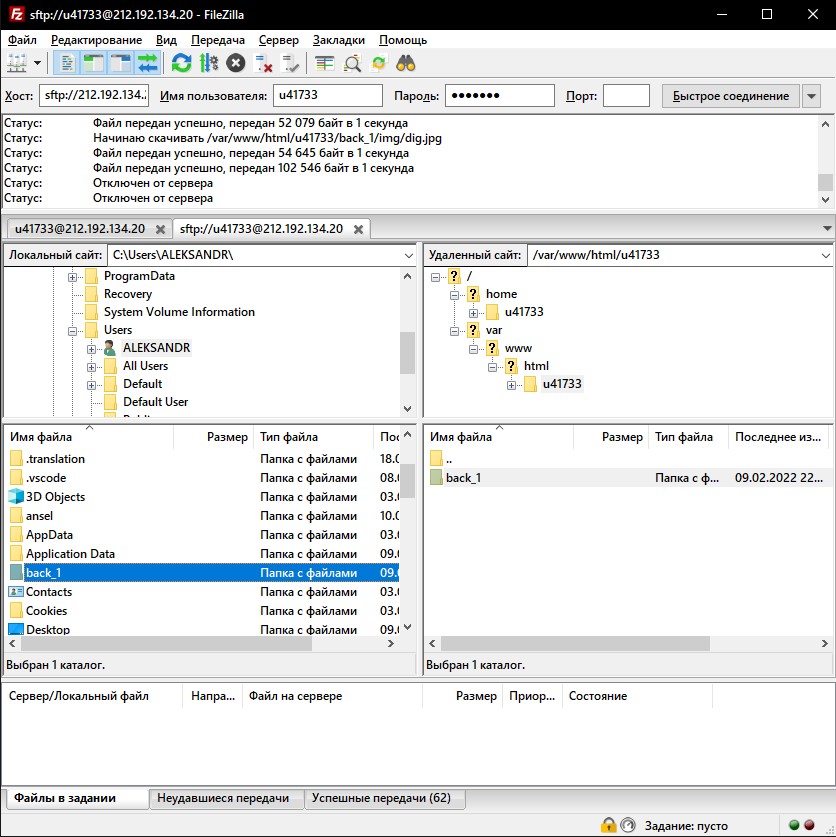 sftp://u41733@212.192.134.20 - FileZilla
Файл Редактирование Вид Передача Сервер Закладки Помощь
Хост: sftp://212.192.134. Имя пользователя: u41733 Пароль: ●●●●●●● Порт: Быстрое соединение
Статус: Файл передан успешно, передан 52 079 байт в 1 секунда
Статус: Начинаю скачивать /var/www/html/u41733/back_1/img/dig.jpg
Статус: Файл передан успешно, передан 54 645 байт в 1 секунда
Статус: Файл передан успешно, передан 102 546 байт в 1 секунда
Статус: Отключен от сервера
Статус: Отключен от сервера
u41733@212.192.134.20 sftp://u41733@212.192.134.20
Локальный сайт: C:\Users\ALEKSANDR\
ProgramData
Recovery
System Volume Information
Users
ALEKSANDR
All Users
Default
Default User
Имя файла Размер Тип файла Пос
.translation Папка с файлами 18.0
.vscode Папка с файлами 08.0
3D Objects Папка с файлами 03.0
ansel Папка с файлами 10.0
AppData Папка с файлами 03.0
Application Data Папка с файлами 09.0
back_1 Папка с файлами 09.0
Contacts Папка с файлами 03.0
Cookies Папка с файлами 03.0
Desktop Папка с файлами 09.0
Выбран 1 каталог.
Удаленный сайт: /var/www/html/u41733
/
home
u41733
var
www
html
u41733
Имя файла Размер Тип файла Последнее из...
..
back_1 Папка с ф... 09.02.2022 22...
Выбран 1 каталог.
Сервер/Локальный файл Напра... Файл на сервере Размер Приор... Состояние
Файлы в задании Неудавшиеся передачи Успешные передачи (62)
Задание: пусто